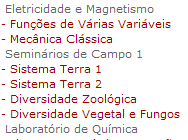 Eletricidade e Magnetismo
- Funções de Várias Variáveis
- Mecânica Clássica
Seminários de Campo 1
- Sistema Terra 1
- Sistema Terra 2
- Diversidade Zoológica
- Diversidade Vegetal e Fungos
Laboratório de Química